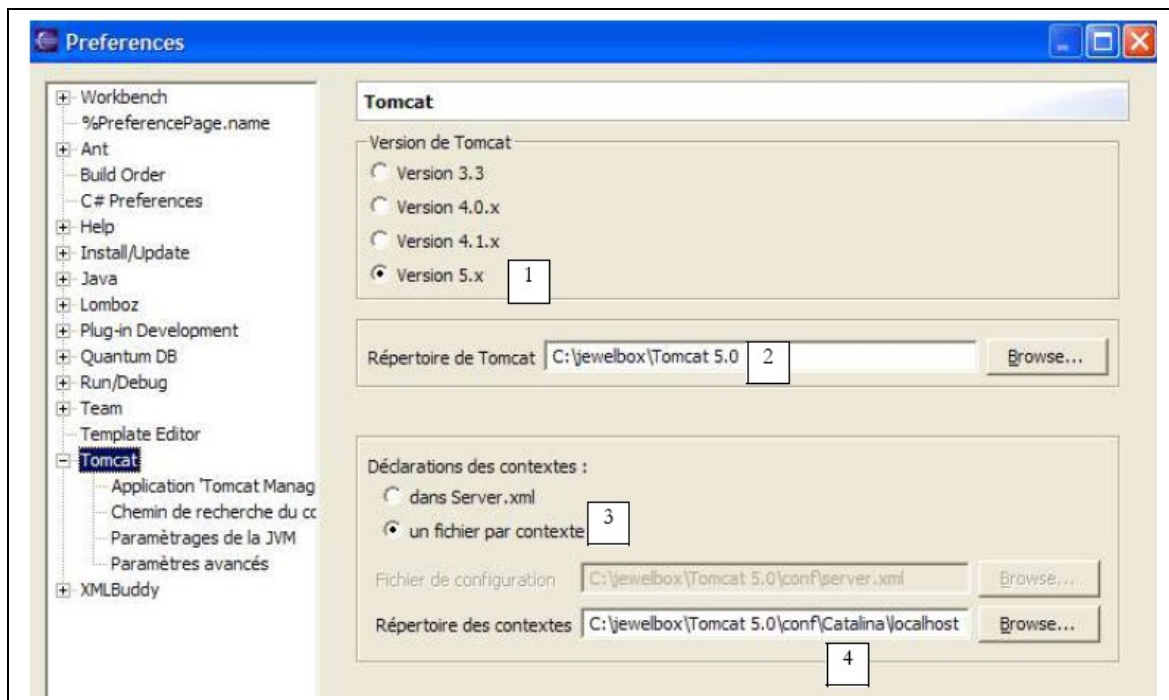 Preferences
Workbench
%PreferencePage.name
Ant
Build Order
C# Preferences
Help
Install/Update
Java
Lomboz
Plug-in Development
Quantum DB
Run/Debug
Team
Template Editor
Tomcat
Application 'Tomcat Manag
Chemin de recherche du cc
Paramètrages de la JVM
Paramètres avancés
XMLBuddy
Tomcat
Version de Tomcat
Version 3.3
Version 4.0.x
Version 4.1.x
Version 5.x 1
Répertoire de Tomcat C:\jewelbox\Tomcat 5.0 2 Browse...
Déclarations des contextes :
dans Server.xml
un fichier par contexte 3
Fichier de configuration C:\jewelbox\Tomcat 5.0\conf\server.xml Browse...
Répertoire des contextes C:\jewelbox\Tomcat 5.0\conf\Catalina\localhost Browse...
4